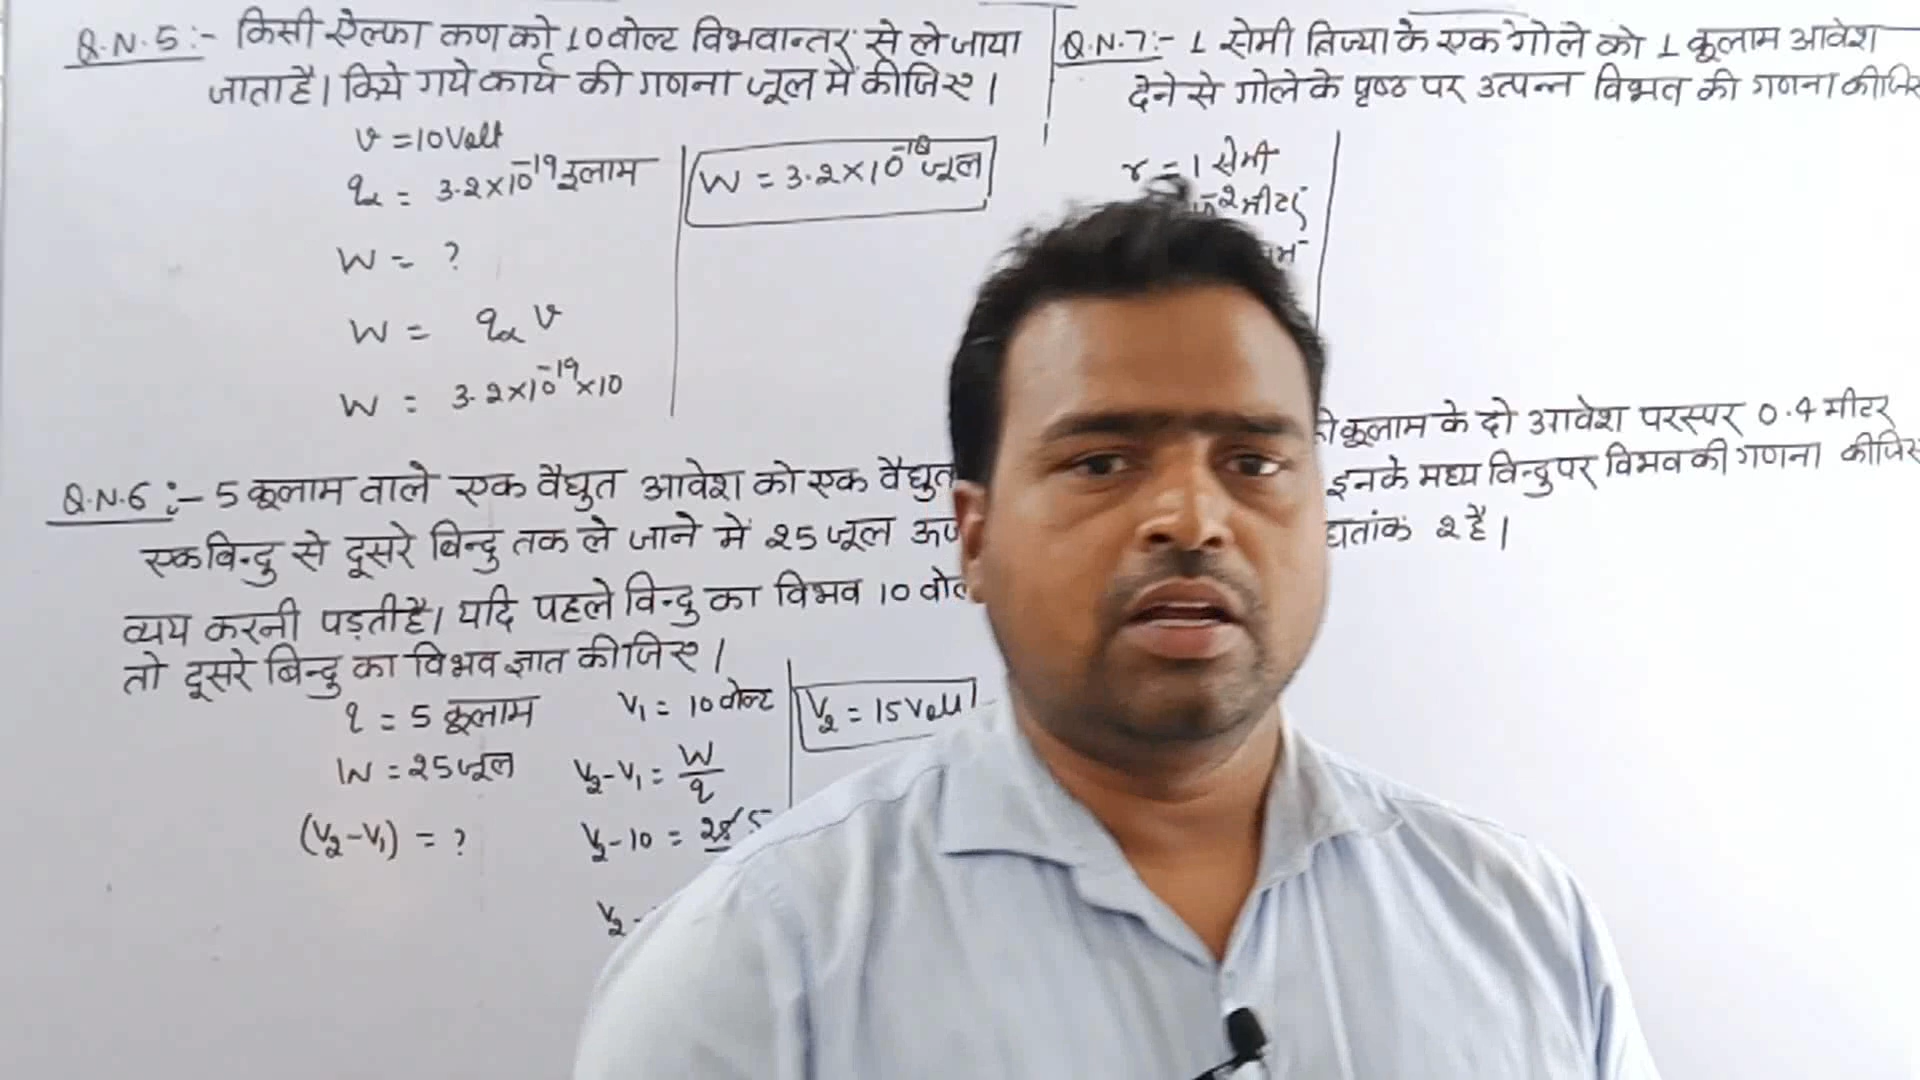 Q.N.5:- किसी ऐल्फा कण को 10 वोल्ट विभवान्तर से ले जाया
जाता है। किये गये कार्य की गणना जूल में कीजिए।
v = 10 Volt
qα = 3.2×10⁻¹⁹ कूलाम
W = ?
W = qα v
W = 3.2×10⁻¹⁹×10
W = 3.2×10⁻¹⁸ जूल
Q.N.6:- 5 कूलाम वाले एक वैद्युत आवेश को एक वैद्युत
एक बिन्दु से दूसरे बिन्दु तक ले जाने में 25 जूल
व्यय करनी पड़ती है। यदि पहले बिन्दु का विभव 10
तो दूसरे बिन्दु का विभव ज्ञात कीजिए।
q = 5 कूलाम
W = 25 जूल
(V₂-V₁) = ?
V₁ = 10 वोल्ट
V₂-V₁ = W/q
V₂-10 = 25 5
V₂-
V₂ = 15 Volt
Q.N.7:- 1 सेमी त्रिज्या के एक गोले को 1 कूलाम आवेश
देने से गोले के पृष्ठ पर उत्पन्न विभव की गणना
r = 1 सेमी
मीटर
कूलाम के दो आवेश परस्पर 0.4 मीटर
इनके मध्य बिन्दु पर विभव की गणना
2 है।